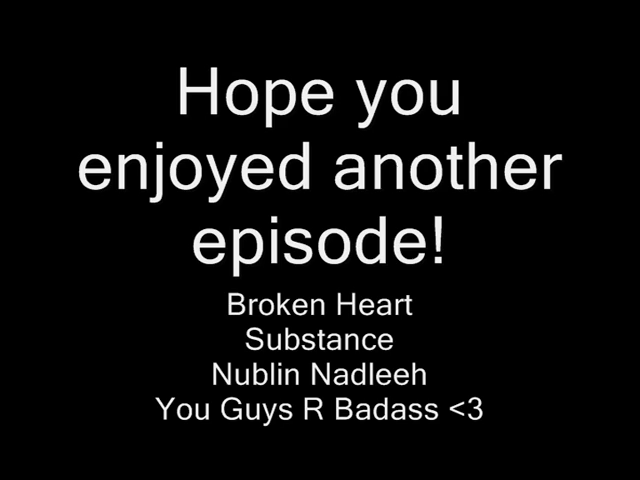 Hope you
enjoyed another
episode!
Broken Heart
Substance
Nublin Nadleeh
You Guys R Badass <3